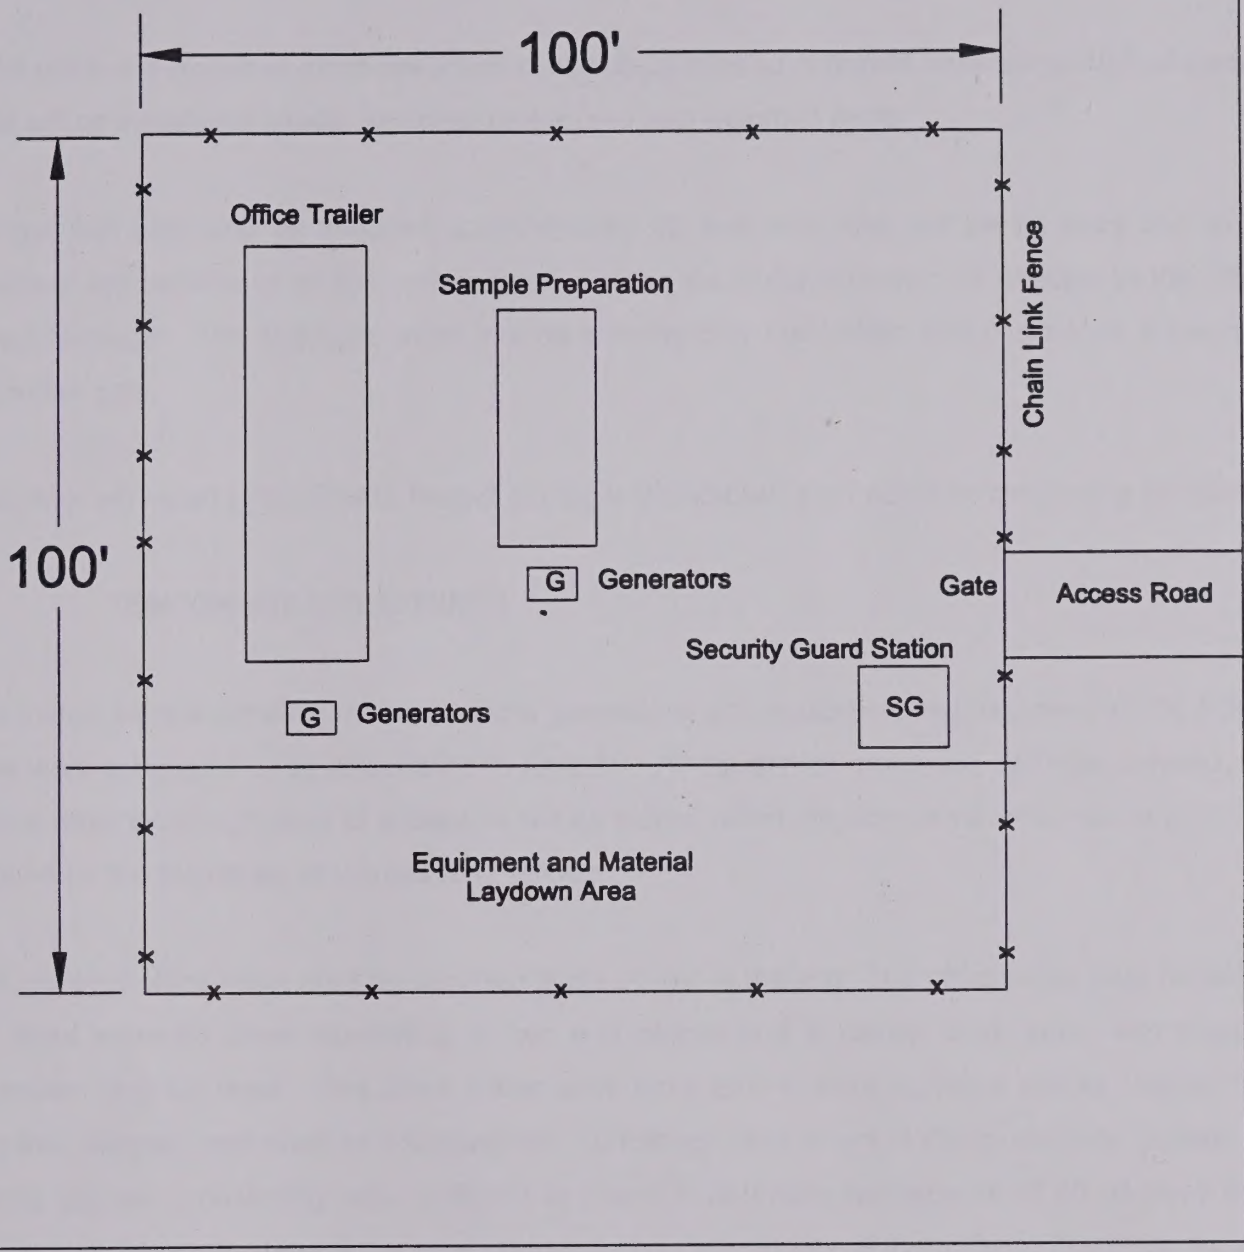 100'
Office Trailer
Sample Preparation
Chain Link Fence
100'
G Generators
Gate
Access Road
Security Guard Station
SG
G Generators
Equipment and Material
Laydown Area